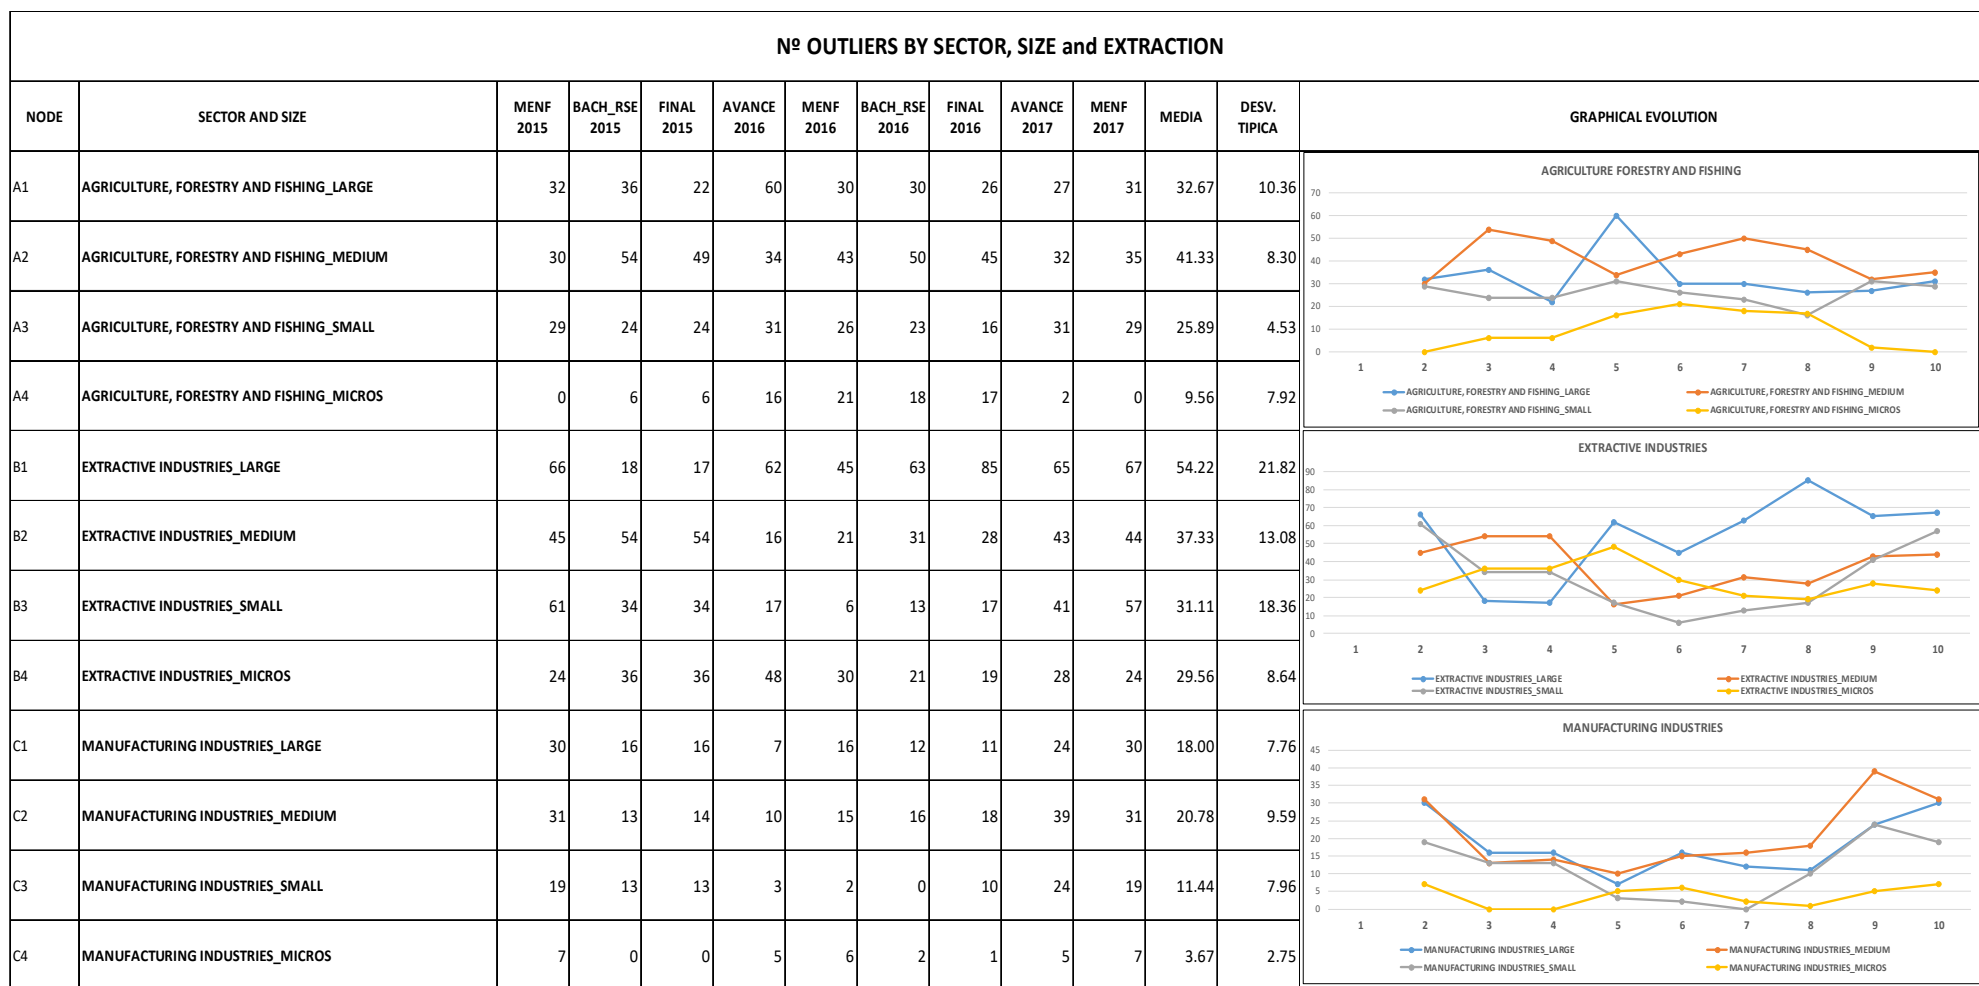 Nº OUTLIERS BY SECTOR, SIZE and EXTRACTION
NODE SECTOR AND SIZE MENF 2015 BACH_RSE 2015 FINAL 2015 AVANCE 2016 MENF 2016 BACH_RSE 2016 FINAL 2016 AVANCE 2017 MENF 2017 MEDIA DESV. TIPICA GRAPHICAL EVOLUTION
A1 AGRICULTURE, FORESTRY AND FISHING_LARGE 32 36 22 60 30 30 26 27 31 32.67 10.36
A2 AGRICULTURE, FORESTRY AND FISHING_MEDIUM 30 54 49 34 43 50 45 32 35 41.33 8.30
A3 AGRICULTURE, FORESTRY AND FISHING_SMALL 29 24 24 31 26 23 16 31 29 25.89 4.53
A4 AGRICULTURE, FORESTRY AND FISHING_MICROS 0 6 6 16 21 18 17 2 0 9.56 7.92
B1 EXTRACTIVE INDUSTRIES_LARGE 66 18 17 62 45 63 85 65 67 54.22 21.82
B2 EXTRACTIVE INDUSTRIES_MEDIUM 45 54 54 16 21 31 28 43 44 37.33 13.08
B3 EXTRACTIVE INDUSTRIES_SMALL 61 34 34 17 6 13 17 41 57 31.11 18.36
B4 EXTRACTIVE INDUSTRIES_MICROS 24 36 36 48 30 21 19 28 24 29.56 8.64
C1 MANUFACTURING INDUSTRIES_LARGE 30 16 16 7 16 12 11 24 30 18.00 7.76
C2 MANUFACTURING INDUSTRIES_MEDIUM 31 13 14 10 15 16 18 39 31 20.78 9.59
C3 MANUFACTURING INDUSTRIES_SMALL 19 13 13 3 2 0 10 24 19 11.44 7.96
C4 MANUFACTURING INDUSTRIES_MICROS 7 0 0 5 6 2 1 5 7 3.67 2.75
AGRICULTURE FORESTRY AND FISHING
70
60
50
40
30
20
10
0
1 2 3 4 5 6 7 8 9 10
AGRICULTURE, FORESTRY AND FISHING_LARGE AGRICULTURE, FORESTRY AND FISHING_MEDIUM
AGRICULTURE, FORESTRY AND FISHING_SMALL AGRICULTURE, FORESTRY AND FISHING_MICROS
EXTRACTIVE INDUSTRIES
90
80
70
60
50
40
30
20
10
0
1 2 3 4 5 6 7 8 9 10
EXTRACTIVE INDUSTRIES_LARGE EXTRACTIVE INDUSTRIES_MEDIUM
EXTRACTIVE INDUSTRIES_SMALL EXTRACTIVE INDUSTRIES_MICROS
MANUFACTURING INDUSTRIES
45
40
35
30
25
20
15
10
5
0
1 2 3 4 5 6 7 8 9 10
MANUFACTURING INDUSTRIES_LARGE MANUFACTURING INDUSTRIES_MEDIUM
MANUFACTURING INDUSTRIES_SMALL MANUFACTURING INDUSTRIES_MICROS